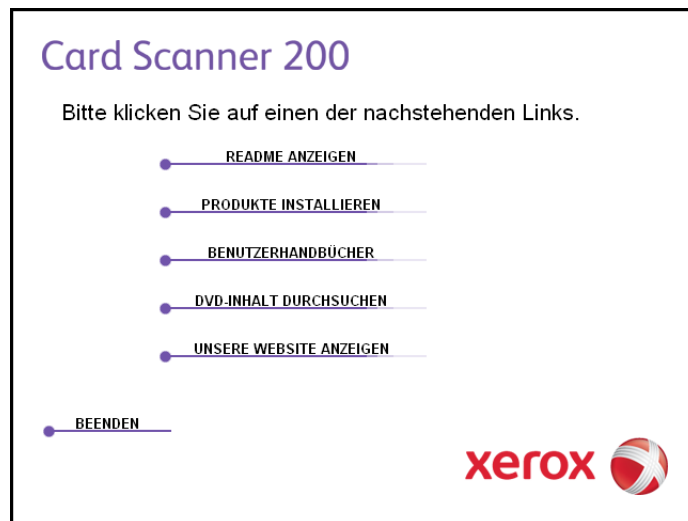 Card Scanner 200
Bitte klicken Sie auf einen der nachstehenden Links.
README ANZEIGEN
PRODUKTE INSTALLIEREN
BENUTZERHANDBÜCHER
DVD-INHALT DURCHSUCHEN
UNSERE WEBSITE ANZEIGEN
BEENDEN
xerox